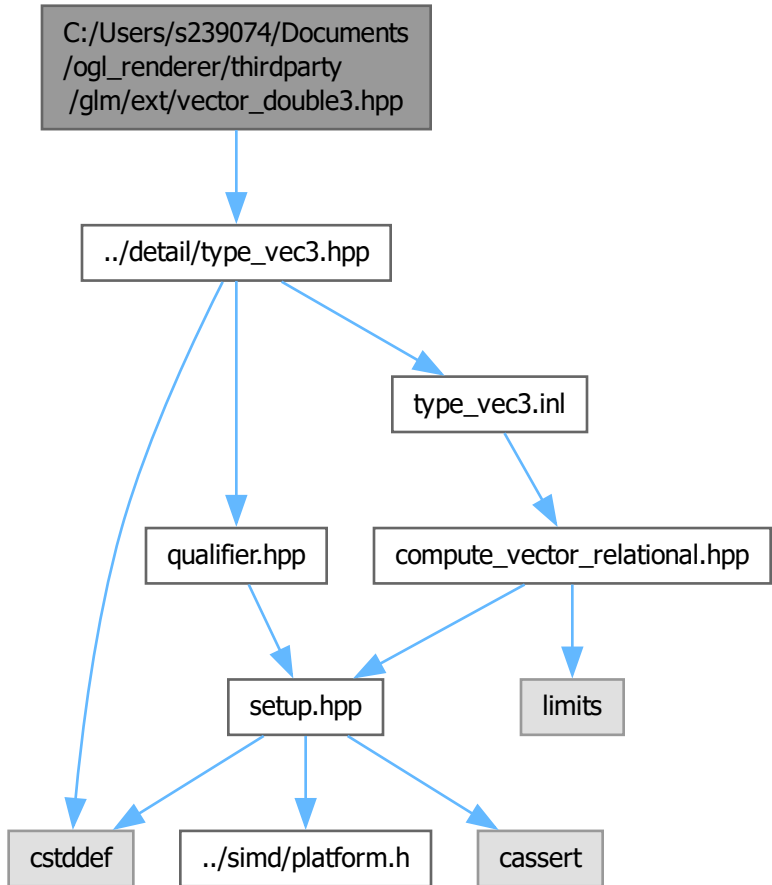 C:/Users/s239074/Documents
/ogl_renderer/thirdparty
/glm/ext/vector_double3.hpp
../detail/type_vec3.hpp
type_vec3.inl
qualifier.hpp
compute_vector_relational.hpp
setup.hpp
limits
cstddef
../simd/platform.h
cassert